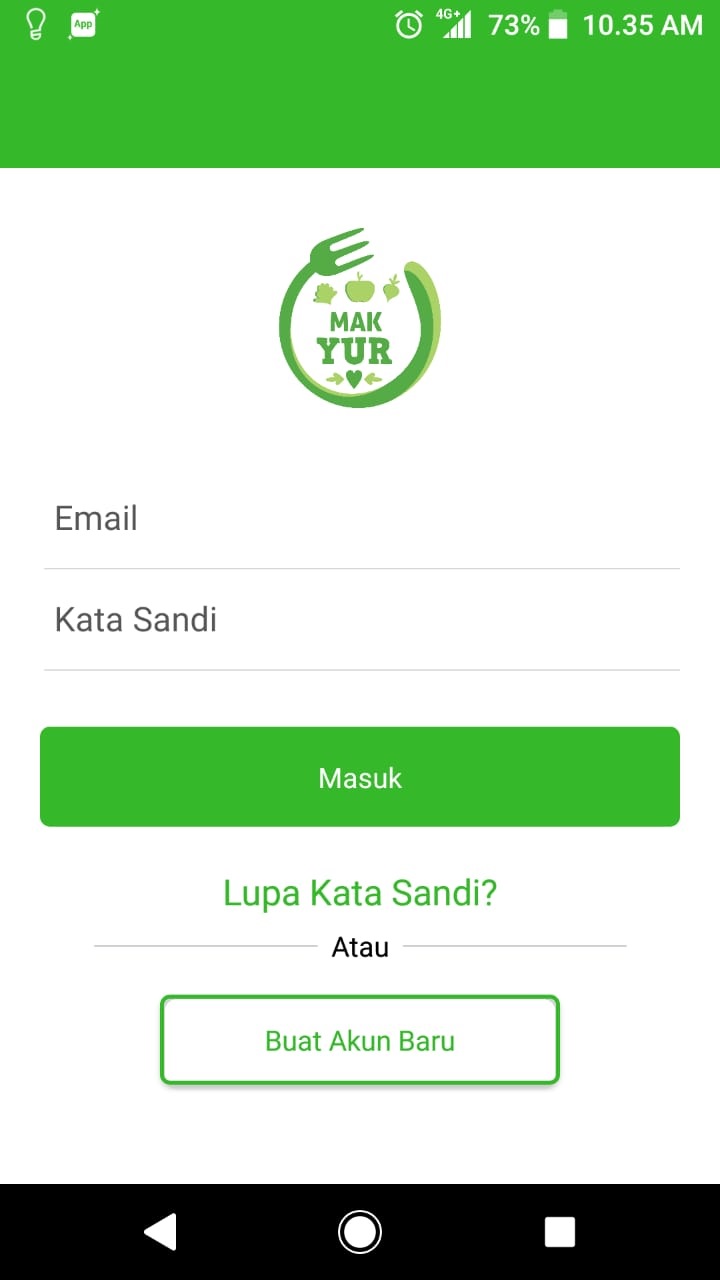 App
4G+ 73% 10.35 AM
MAK
YUR
Email
Kata Sandi
Masuk
Lupa Kata Sandi?
Atau
Buat Akun Baru